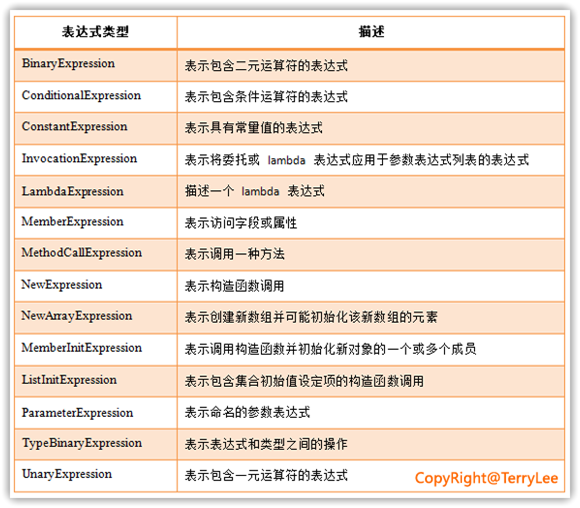 表达式类型 描述
BinaryExpression 表示包含二元运算符的表达式
ConditionalExpression 表示包含条件运算符的表达式
ConstantExpression 表示具有常量值的表达式
InvocationExpression 表示将委托或 lambda 表达式应用于参数表达式列表的表达式
LambdaExpression 描述一个 lambda 表达式
MemberExpression 表示访问字段或属性
MethodCallExpression 表示调用一种方法
NewExpression 表示构造函数调用
NewArrayExpression 表示创建新数组并可能初始化该新数组的元素
MemberInitExpression 表示调用构造函数并初始化新对象的一个或多个成员
ListInitExpression 表示包含集合初始值设定项的构造函数调用
ParameterExpression 表示命名的参数表达式
TypeBinaryExpression 表示表达式和类型之间的操作
UnaryExpression 表示包含一元运算符的表达式
CopyRight@TerryLee